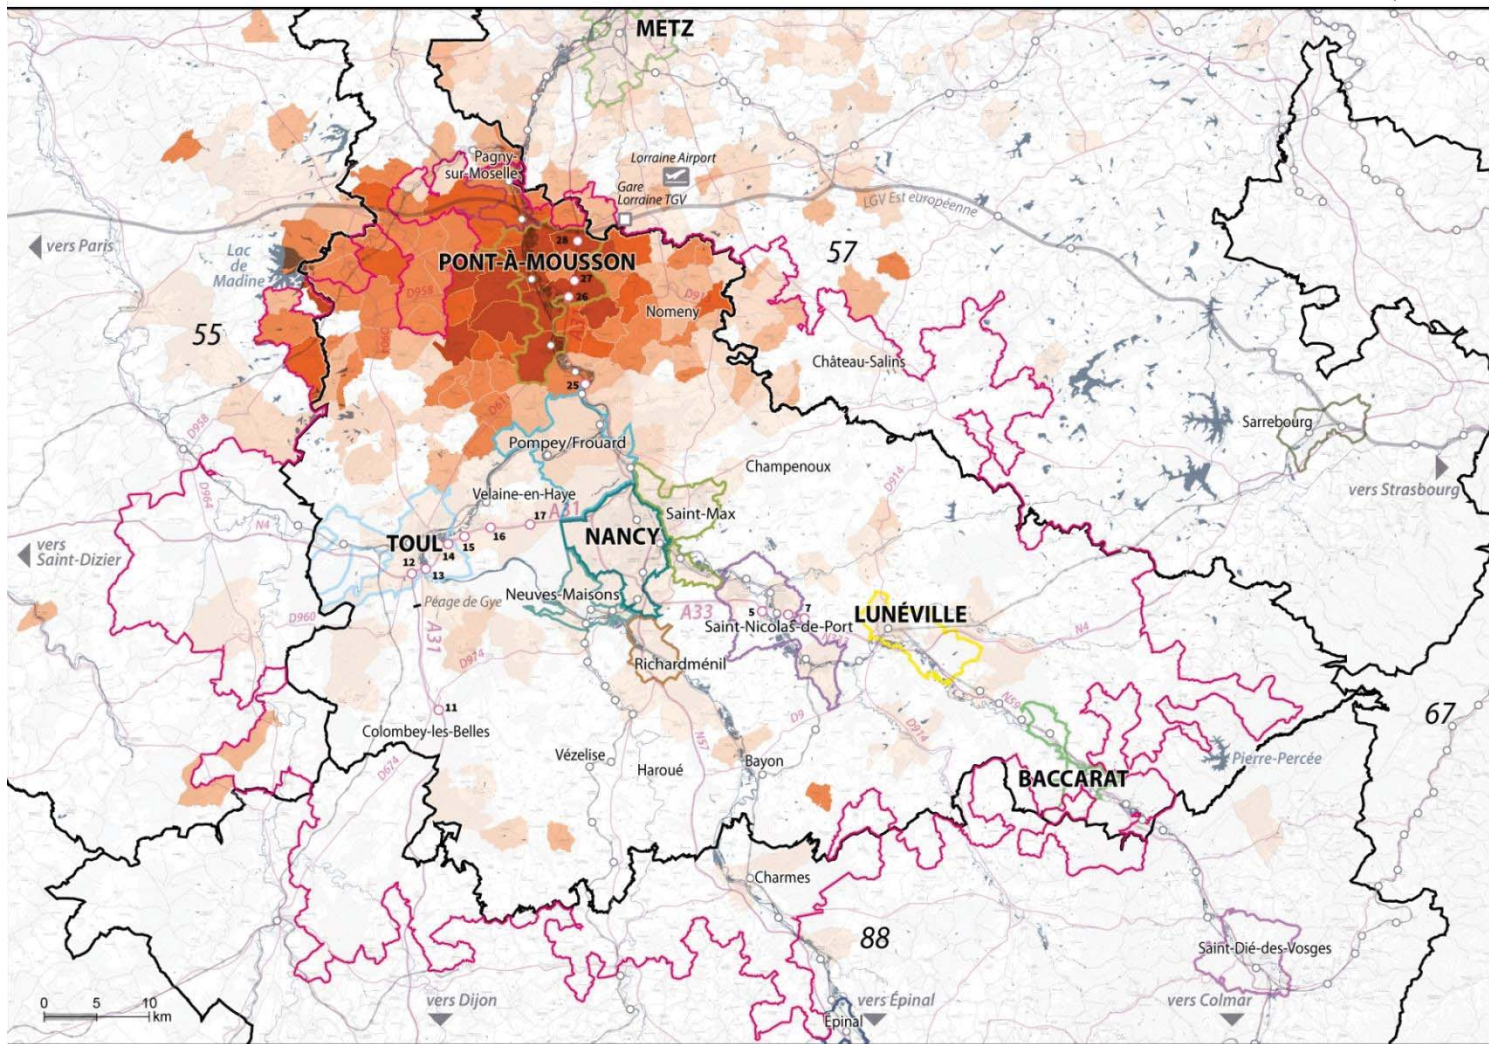 METZ
Pagny-
sur-Moselle
Lorraine Airport
Gare
Lorraine TGV
LGV Est européenne
vers Paris
Lac
de
Madine
28
57
PONT-À-MOUSSON
27
D958
26
Nomeny
55
Château-Salins
25
D958
Sarrebourg
Pompey/Frouard
Champenoux
D914
vers Strasbourg
Velaine-en-Haye
D964
N4
17
A31
Saint-Max
16
vers
Saint-Dizier
TOUL
14
15
NANCY
12
13
Péage de Gye
Neuves-Maisons
D960
A33
5
7
LUNÉVILLE
Saint-Nicolas-de-Port
N4
A31
D974
Richardménil
N59
11
D9
67
Colombey-les-Belles
N57
D914
Vézelise
Haroué
Bayon
Pierre-Percée
D674
BACCARAT
Charmes
88
Saint-Dié-des-Vosges
0 5 10
km
vers Dijon
vers Épinal
vers Colmar
Épinal